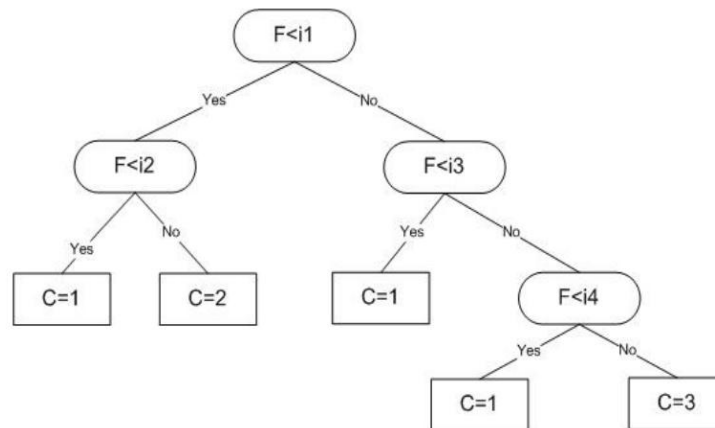 F<i1
Yes
No
F<i2
F<i3
Yes
No
Yes
No
C=1
C=2
C=1
F<i4
Yes
No
C=1
C=3